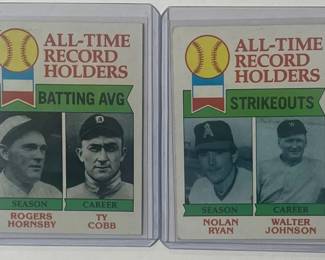 ALL-TIME
RECORD
HOLDERS
BATTING AVG
SEASON CAREER
ROGERS HORNSBY
TY COBB
ALL-TIME
RECORD
HOLDERS
STRIKEOUTS
SEASON CAREER
NOLAN RYAN
WALTER JOHNSON